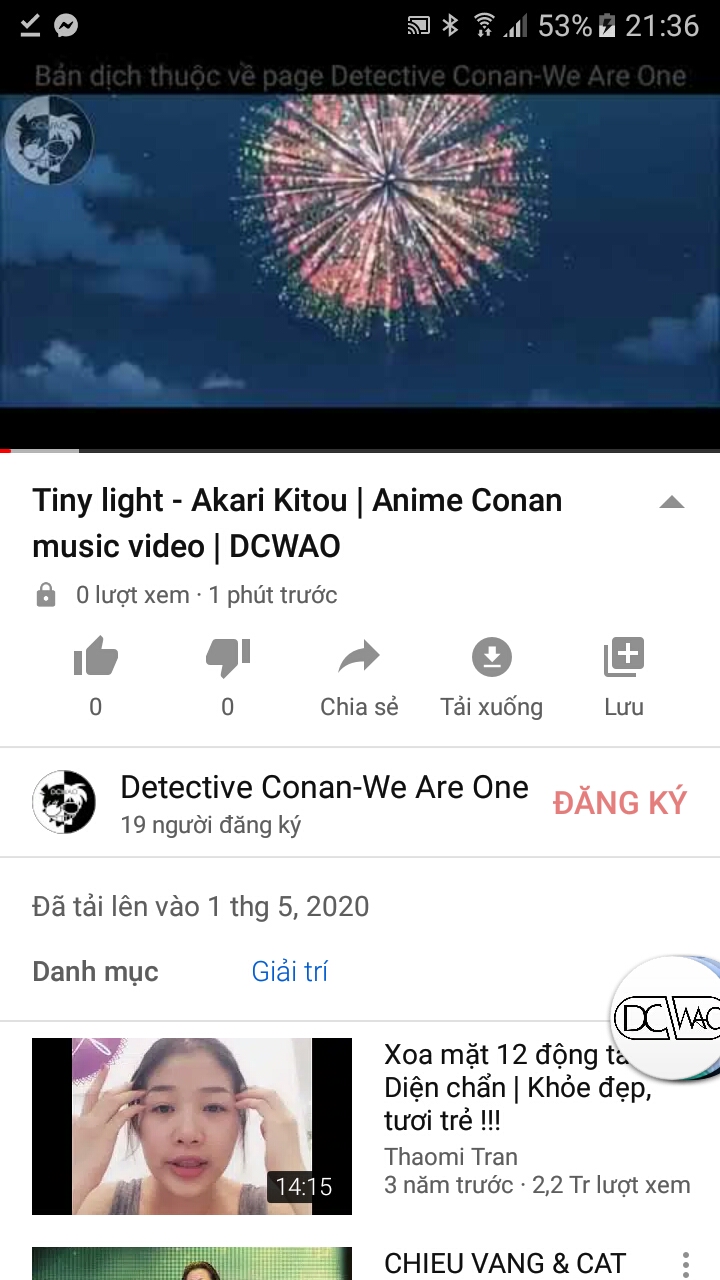 53% 21:36
Bản dịch thuộc về page Detective Conan-We Are One
Tiny light - Akari Kitou | Anime Conan
music video | DCWAO
0 lượt xem · 1 phút trước
0
0
Chia sẻ
Tải xuống
Lưu
Detective Conan-We Are One
19 người đăng ký
ĐĂNG KÝ
Đã tải lên vào 1 thg 5, 2020
Danh mục
Giải trí
DC WAO
Xoa mặt 12 động
Diện chẩn | Khỏe đẹp,
tươi trẻ !!!
Thaomi Tran
3 năm trước · 2,2 Tr lượt xem
14:15
CHIEU VANG & CAT